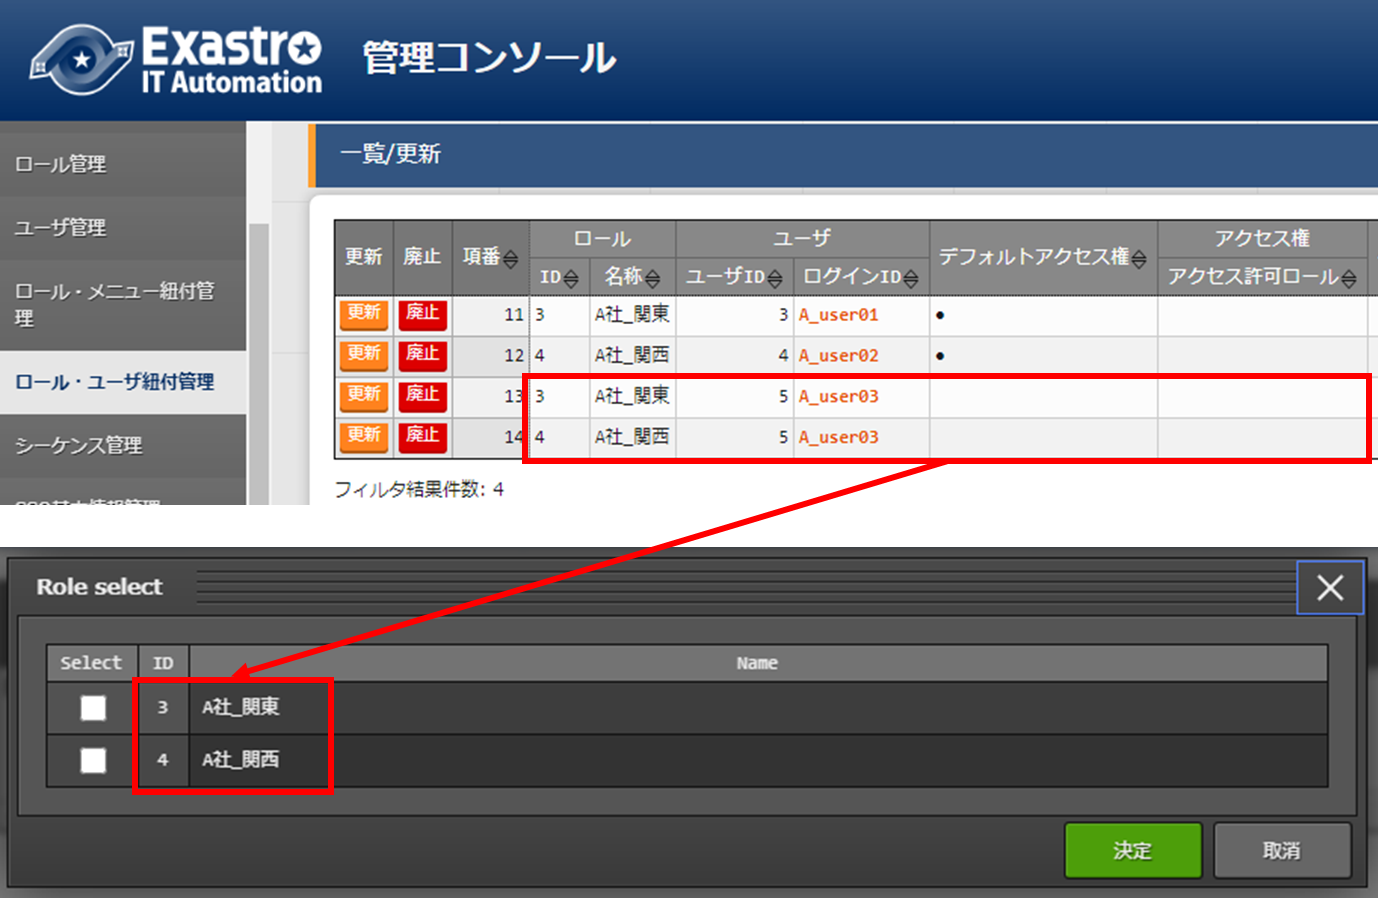 Exastro
IT Automation
管理コンソール
ロール管理
ユーザ管理
ロール・メニュー紐付管
理
ロール・ユーザ紐付管理
シーケンス管理
一覧/更新
更新 廃止 項番 ロール ユーザ デフォルトアクセス権 アクセス権
ID 名称 ユーザID ログインID アクセス許可ロール
更新 廃止 11 3 A社_関東 3 A_user01 ●
更新 廃止 12 4 A社_関西 4 A_user02 ●
更新 廃止 13 3 A社_関東 5 A_user03
更新 廃止 14 4 A社_関西 5 A_user03
フィルタ結果件数: 4
Role select
Select ID Name
3 A社_関東
4 A社_関西
決定 取消